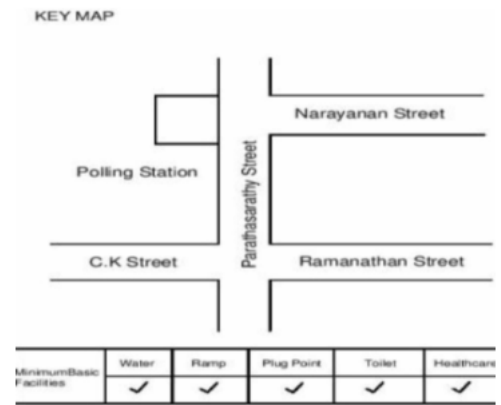 KEY MAP
Narayanan Street
Polling Station
Parathasarathy Street
C.K Street
Ramanathan Street
MinimumBasic Facilities
Water
Ramp
Plug Point
Toilet
Healthcare
✓ ✓ ✓ ✓ ✓